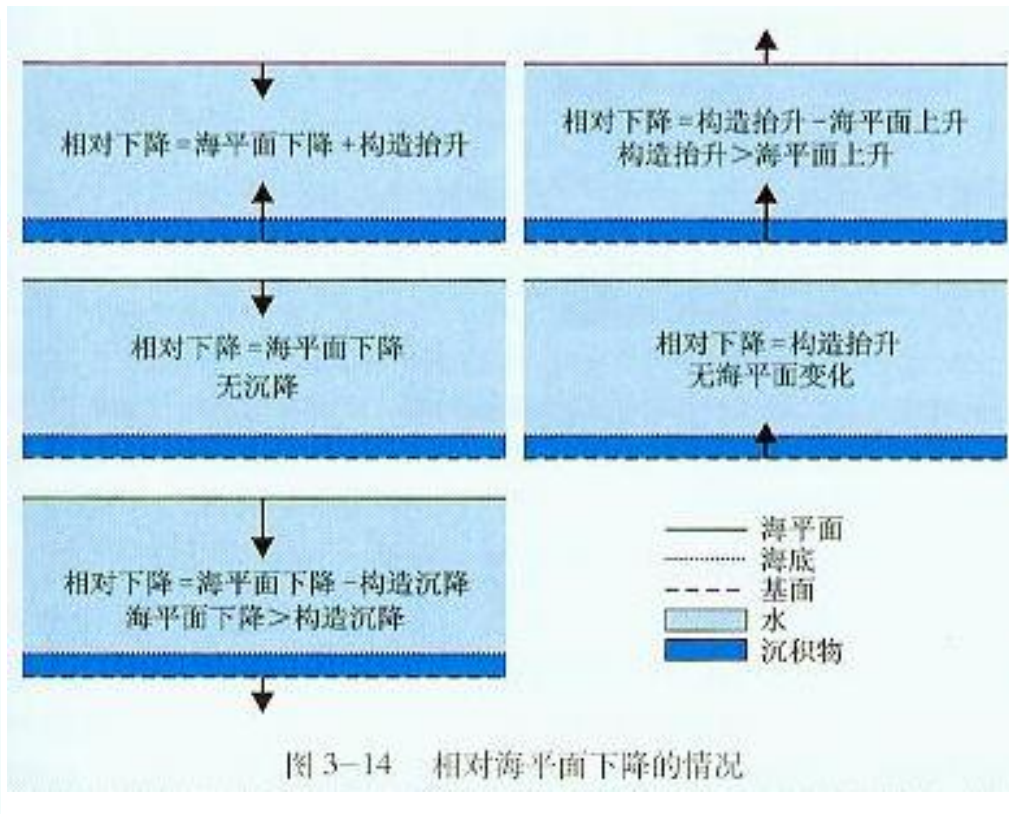 相对下降=海平面下降+构造抬升
相对下降=构造抬升-海平面上升
构造抬升>海平面上升
相对下降=海平面下降
无沉降
相对下降=构造抬升
无海平面变化
相对下降=海平面下降-构造沉降
海平面下降>构造沉降
海平面
海底
基面
水
沉积物
图 3-14 相对海平面下降的情况